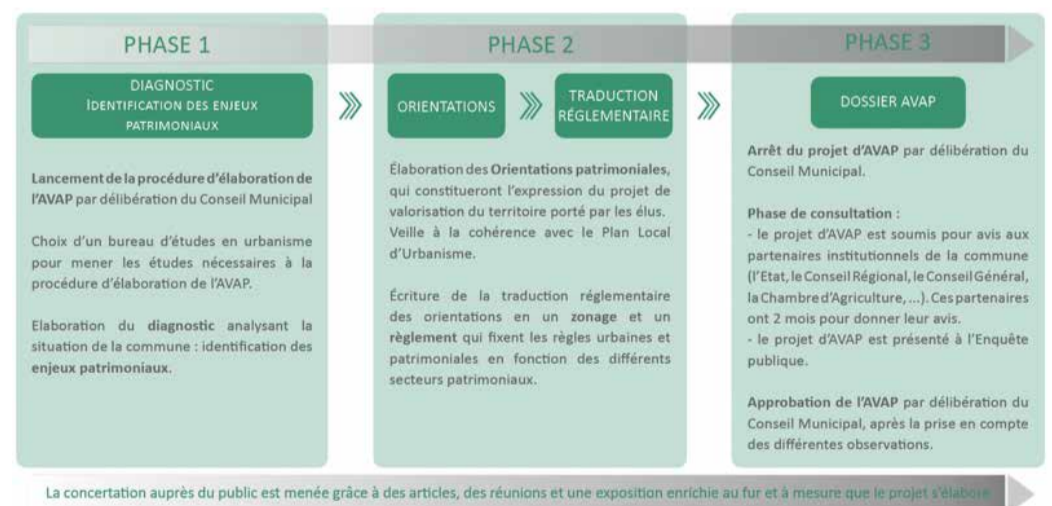 PHASE 1
DIAGNOSTIC
IDENTIFICATION DES ENJEUX
PATRIMONIAUX
Lancement de la procédure d'élaboration de
l'AVAP par délibération du Conseil Municipal
Choix d'un bureau d'études en urbanisme
pour mener les études nécessaires à la
procédure d'élaboration de l'AVAP.
Elaboration du diagnostic analysant la
situation de la commune : identification des
enjeux patrimoniaux.
PHASE 2
ORIENTATIONS
TRADUCTION
RÉGLEMENTAIRE
Élaboration des Orientations patrimoniales,
qui constitueront l'expression du projet de
valorisation du territoire porté par les élus.
Veille à la cohérence avec le Plan Local
d'Urbanisme.
Écriture de la traduction réglementaire
des orientations en un zonage et un
règlement qui fixent les règles urbaines et
patrimoniales en fonction des différents
secteurs patrimoniaux.
PHASE 3
DOSSIER AVAP
Arrêt du projet d'AVAP par délibération du
Conseil Municipal.
Phase de consultation :
- le projet d'AVAP est soumis pour avis aux
partenaires institutionnels de la commune
(l'Etat, le Conseil Régional, le Conseil Général,
la Chambre d'Agriculture, ...). Ces partenaires
ont 2 mois pour donner leur avis.
- le projet d'AVAP est présenté à l'Enquête
publique.
Approbation de l'AVAP par délibération du
Conseil Municipal, après la prise en compte
des différentes observations.
La concertation auprès du public est menée grâce à des articles, des réunions et une exposition enrichie au fur et à mesure que le projet s'élabore